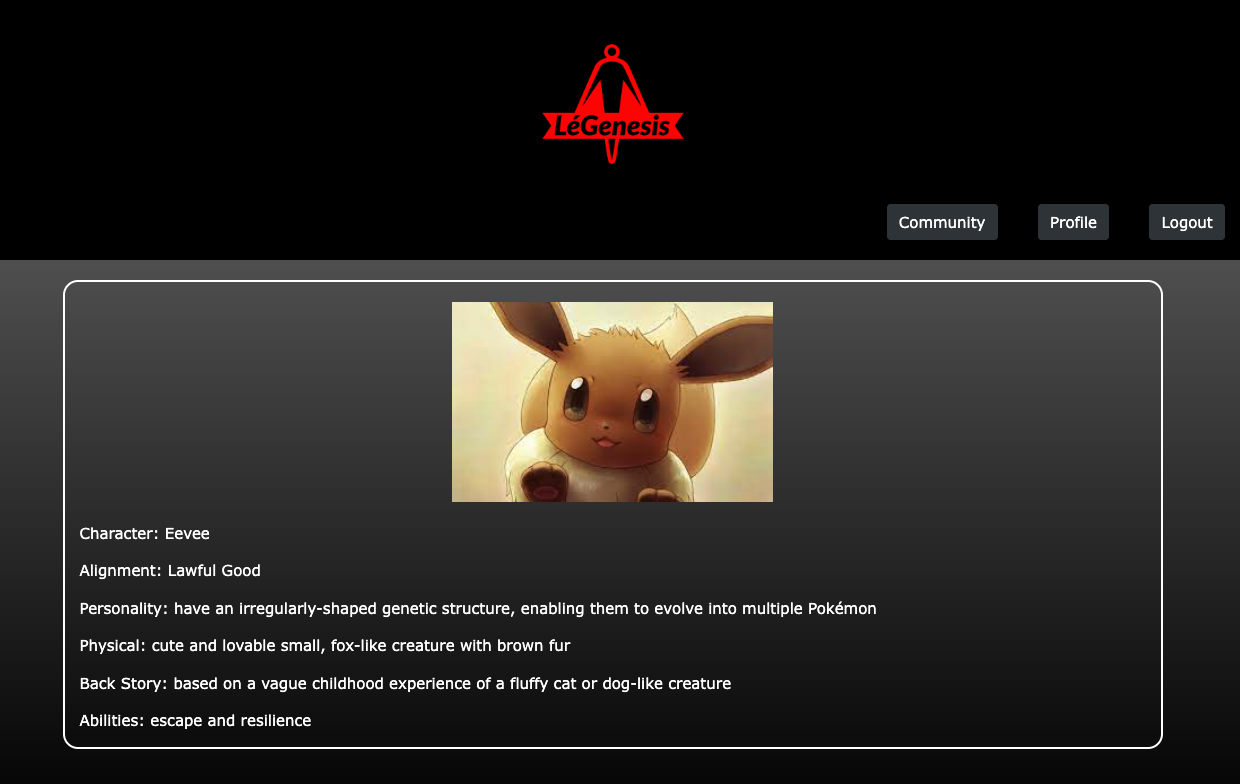 LéGenesis
Community Profile Logout
Character: Eevee
Alignment: Lawful Good
Personality: have an irregularly-shaped genetic structure, enabling them to evolve into multiple Pokémon
Physical: cute and lovable small, fox-like creature with brown fur
Back Story: based on a vague childhood experience of a fluffy cat or dog-like creature
Abilities: escape and resilience